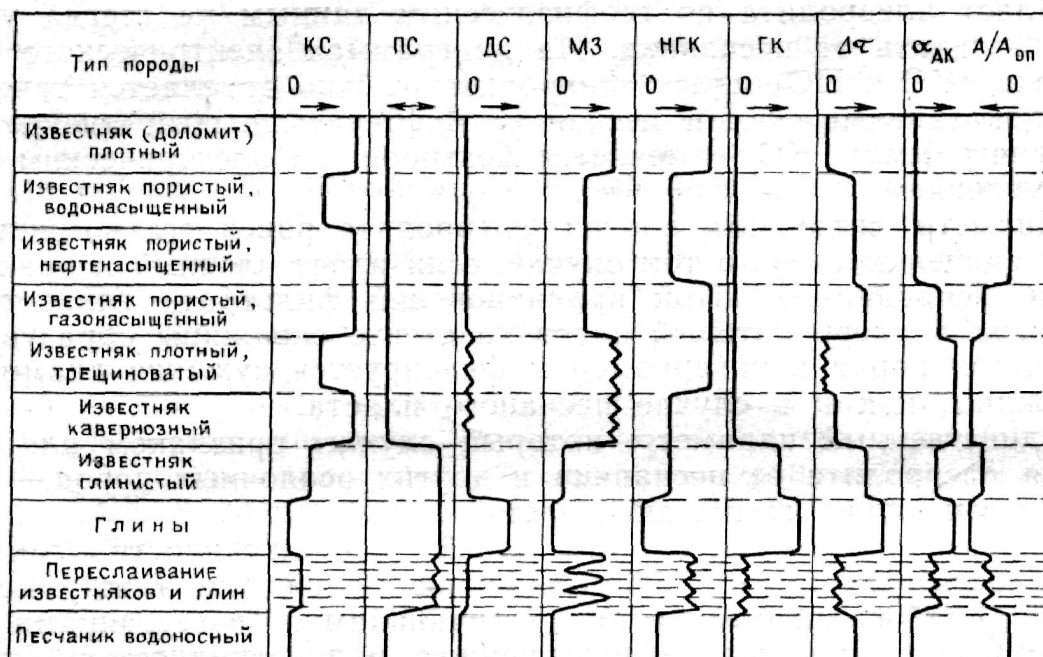 Тип породы
КС ПС ДС МЗ НГК ГК Δτ α АК A/A оп
0 0 0 0 0 0 0 0
Известняк (доломит)
плотный
Известняк пористый,
водонасыщенный
Известняк пористый,
нефтенасыщенный
Известняк пористый,
газонасыщенный
Известняк плотный,
трещиноватый
Известняк
кавернозный
Известняк
глинистый
Глины
Переслаивание
известняков и глин
Песчаник водоносный